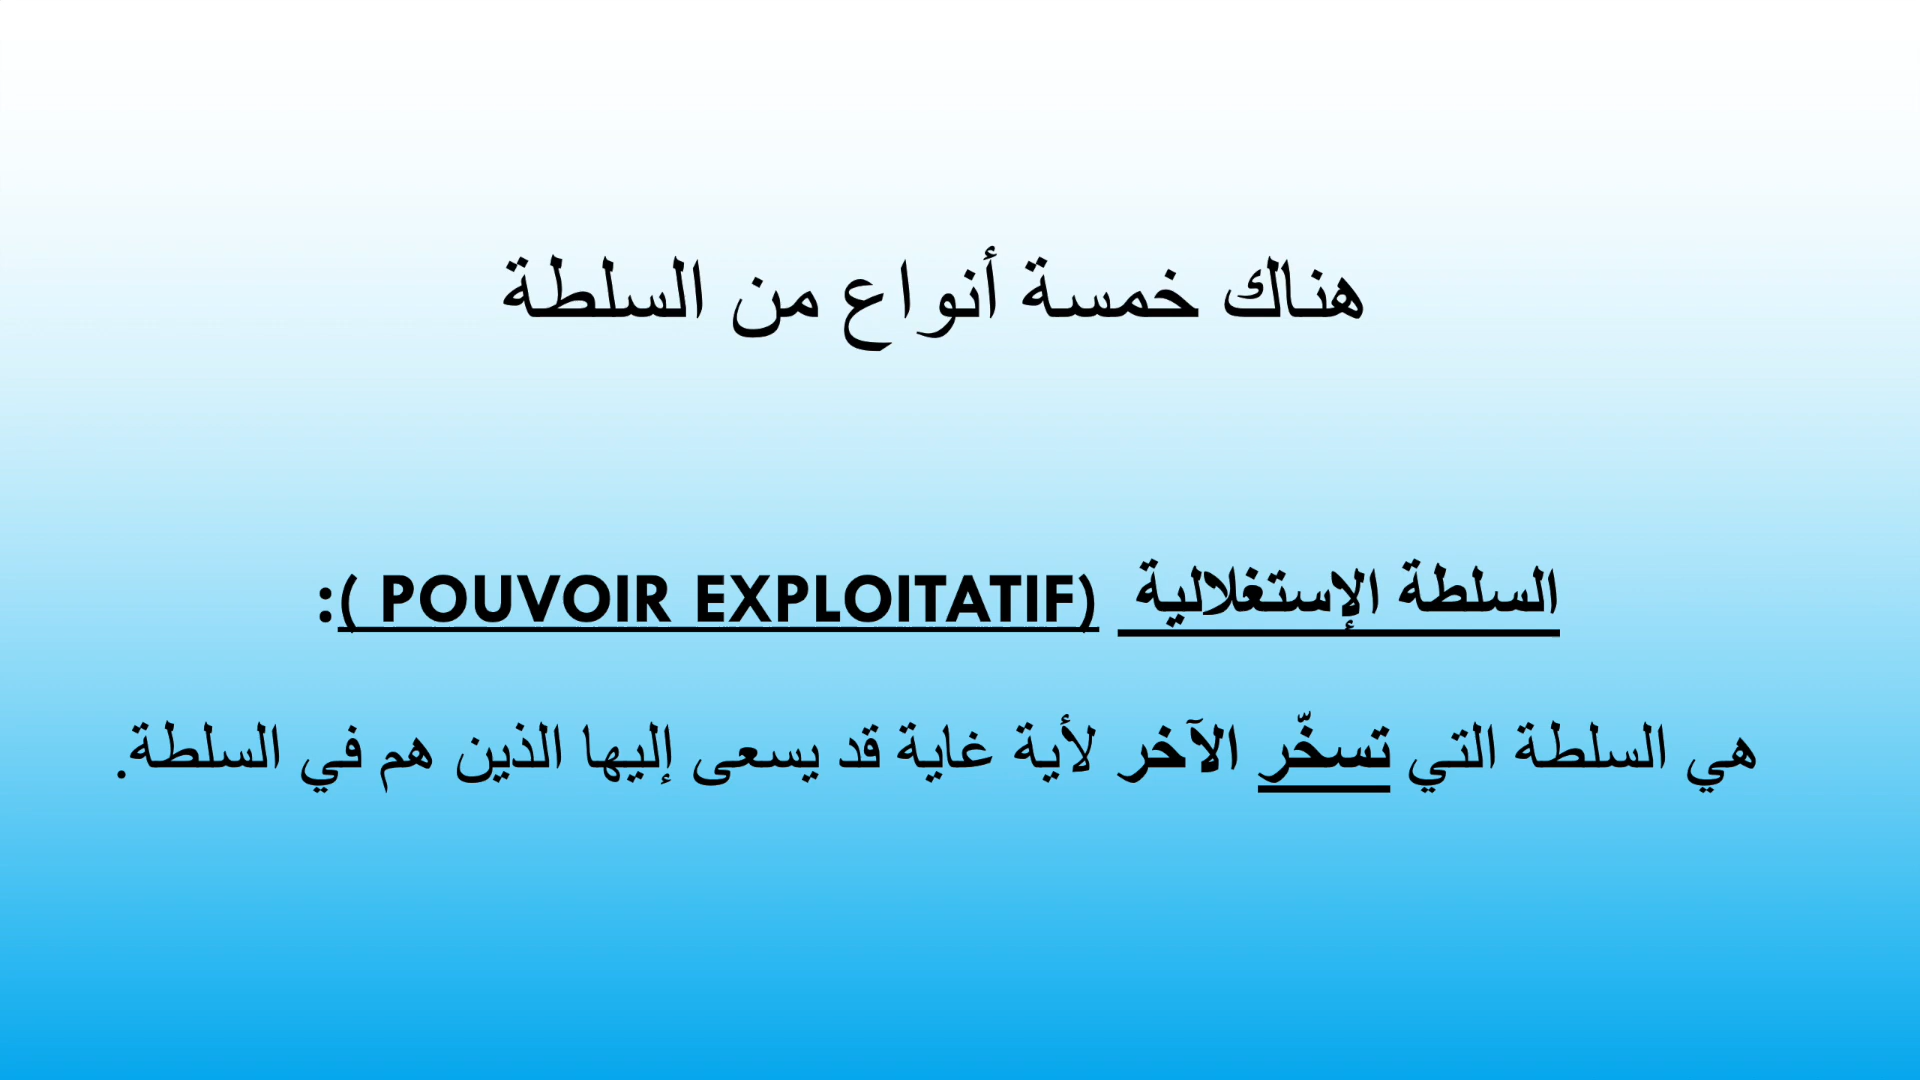 هناك خمسة أنواع من السلطة
السلطة الإستغلالية (POUVOIR EXPLOITATIF ):
هي السلطة التي تسخّر الآخر لأية غاية قد يسعى إليها الذين هم في السلطة.